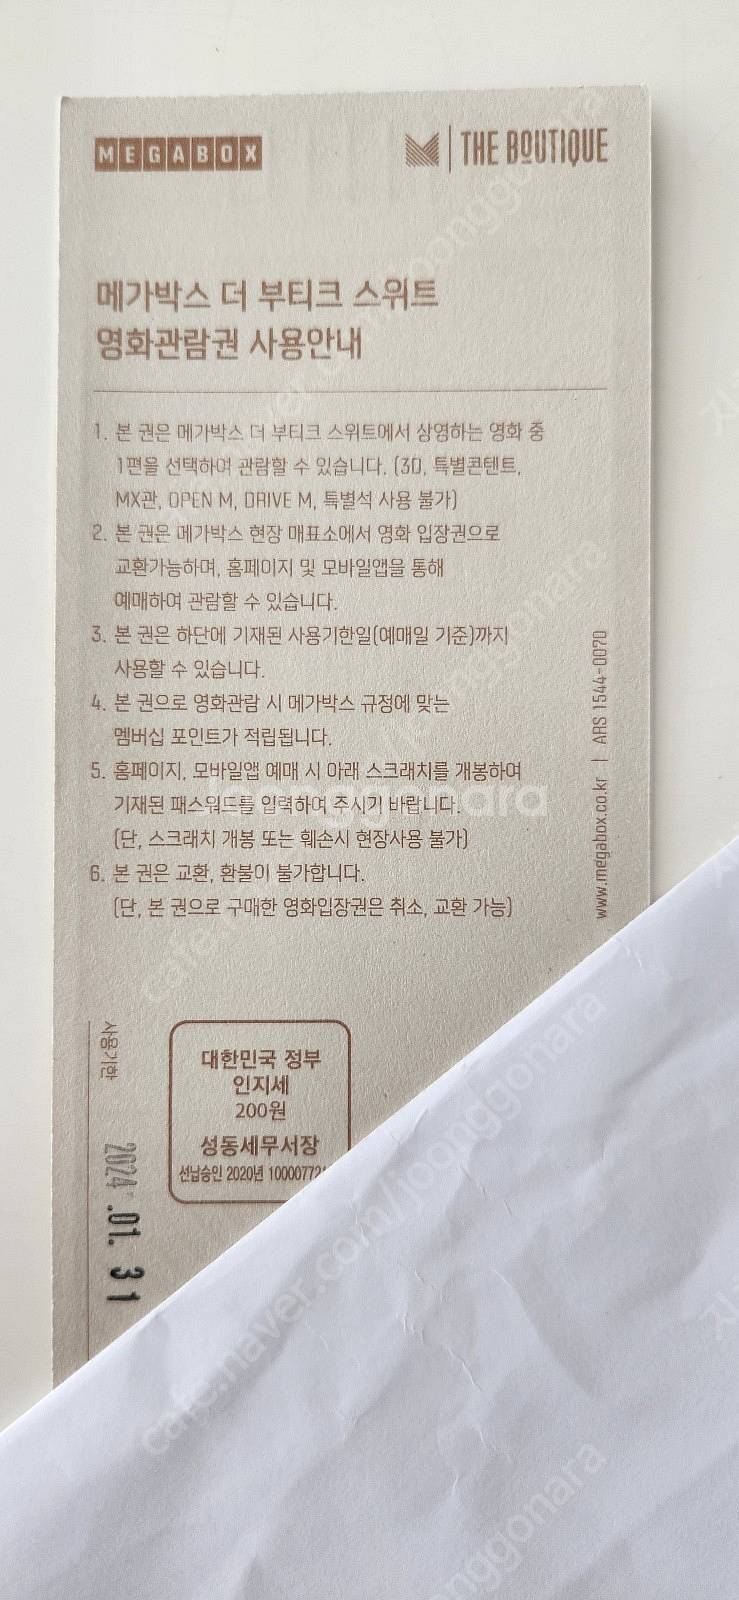 MEGABOX
THE BOUTIQUE
메가박스 더 부티크 스위트
영화관람권 사용안내
1. 본 권은 메가박스 더 부티크 스위트에서 상영하는 영화 중
1편을 선택하여 관람할 수 있습니다. (3D, 특별콘텐트,
MX관, OPEN M, DRIVE M, 특별석 사용 불가)
2. 본 권은 메가박스 현장 매표소에서 영화 입장권으로
교환가능하며, 홈페이지 및 모바일앱을 통해
예매하여 관람할 수 있습니다.
3. 본 권은 하단에 기재된 사용기한일(예매일 기준)까지
사용할 수 있습니다.
4. 본 권으로 영화관람 시 메가박스 규정에 맞는
멤버십 포인트가 적립됩니다.
5. 홈페이지, 모바일앱 예매 시 아래 스크래치를 개봉하여
기재된 패스워드를 입력하여 주시기 바랍니다.
(단, 스크래치 개봉 또는 훼손시 현장사용 불가)
6. 본 권은 교환, 환불이 불가합니다.
(단, 본 권으로 구매한 영화입장권은 취소, 교환 가능)
www.megabox.co.kr | ARS 1544-0070
사용기한
2024.01.31
대한민국 정부
인지세
200원
성동세무서장
선납승인 2020년 10000772
joonggonara
cafe.naver.com/joonggonara